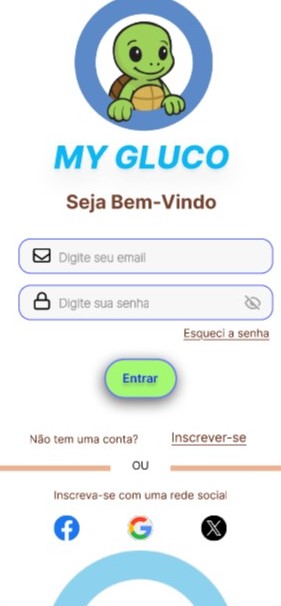 MY GLUCO
Seja Bem-Vindo
Digite seu email
Digite sua senha
Esqueci a senha
Entrar
Não tem uma conta? Inscrever-se
OU
Inscreva-se com uma rede social